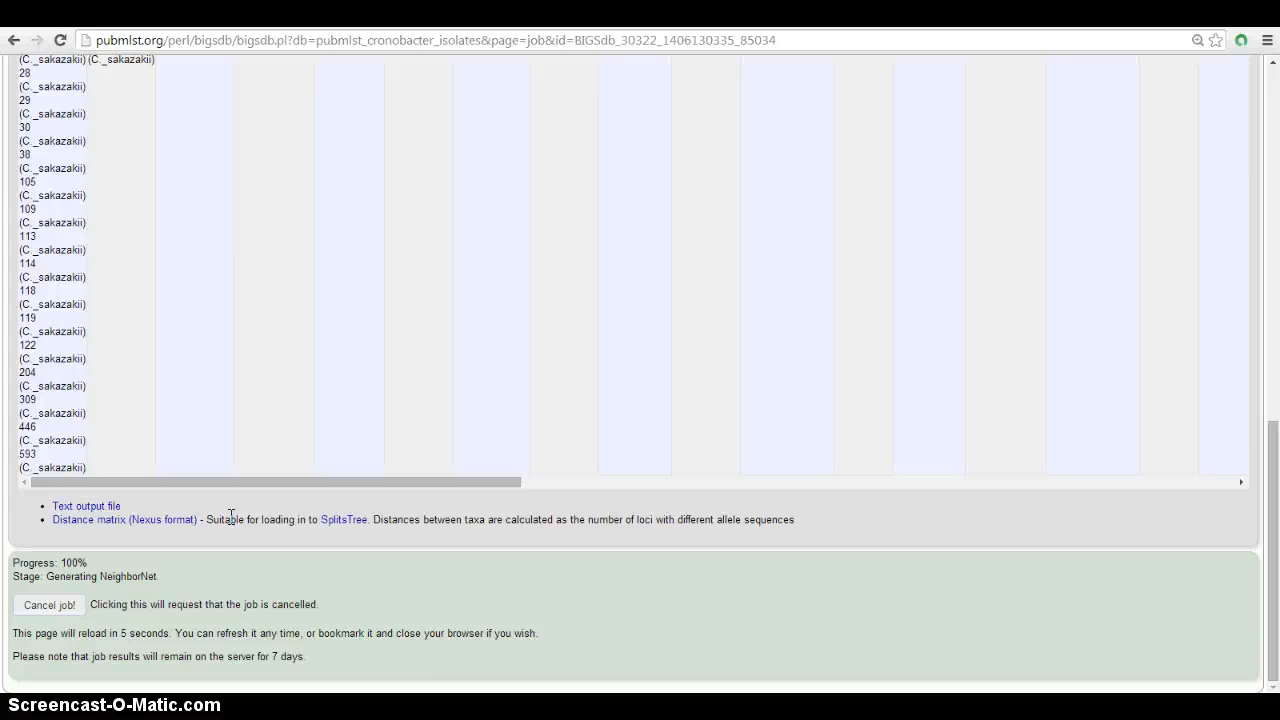 pubmlst.org/perl/bigsdb/bigsdb.pl?db=pubmlst_cronobacter_isolates&page=job&id=BIGSdb_30322_1406130335_85034
(C._sakazakii) (C._sakazakii)
28
(C._sakazakii)
29
(C._sakazakii)
30
(C._sakazakii)
38
(C._sakazakii)
105
(C._sakazakii)
109
(C._sakazakii)
113
(C._sakazakii)
114
(C._sakazakii)
118
(C._sakazakii)
119
(C._sakazakii)
122
(C._sakazakii)
204
(C._sakazakii)
309
(C._sakazakii)
446
(C._sakazakii)
593
(C._sakazakii)
• Text output file
• Distance matrix (Nexus format) - Suitable for loading in to SplitsTree. Distances between taxa are calculated as the number of loci with different allele sequences
Progress: 100%
Stage: Generating NeighborNet
Cancel job! Clicking this will request that the job is cancelled.
This page will reload in 5 seconds. You can refresh it any time, or bookmark it and close your browser if you wish.
Please note that job results will remain on the server for 7 days.
Screencast-O-Matic.com